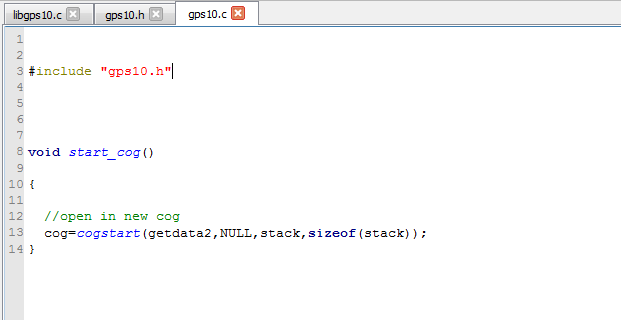 libgps10.c gps10.h gps10.c
1
2
3 #include "gps10.h"
4
5
6
7
8 void start_cog()
9
10 {
11
12 //open in new cog
13 cog=cogstart(getdata2,NULL,stack,sizeof(stack));
14 }